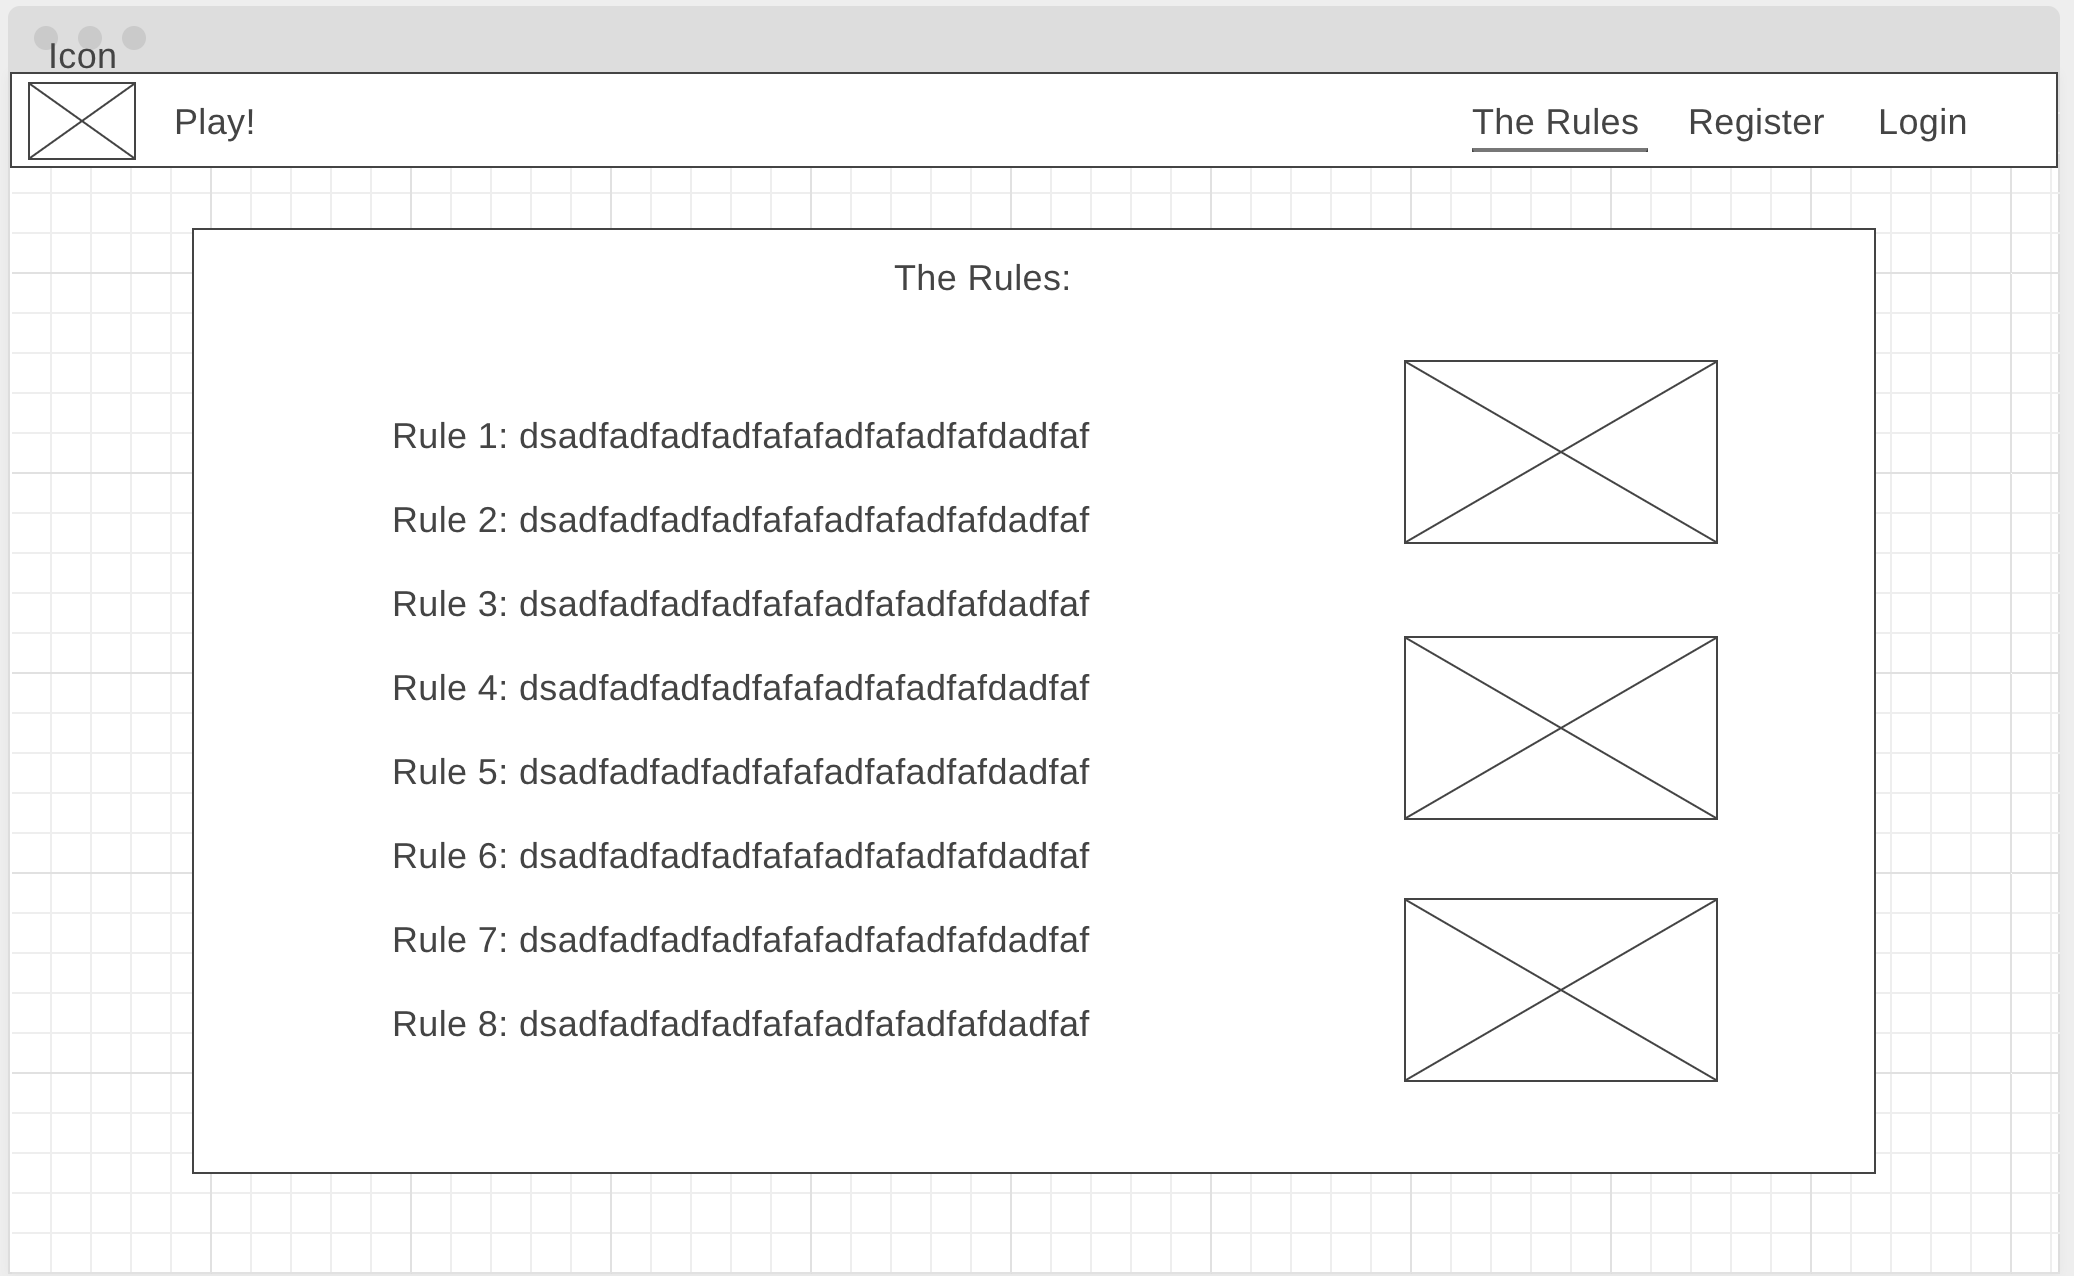 Icon
Play!
The Rules
Register
Login
The Rules:
Rule 1: dsadfadfadfadfafafadfafadfafdadfaf
Rule 2: dsadfadfadfadfafafadfafadfafdadfaf
Rule 3: dsadfadfadfadfafafadfafadfafdadfaf
Rule 4: dsadfadfadfadfafafadfafadfafdadfaf
Rule 5: dsadfadfadfadfafafadfafadfafdadfaf
Rule 6: dsadfadfadfadfafafadfafadfafdadfaf
Rule 7: dsadfadfadfadfafafadfafadfafdadfaf
Rule 8: dsadfadfadfadfafafadfafadfafdadfaf